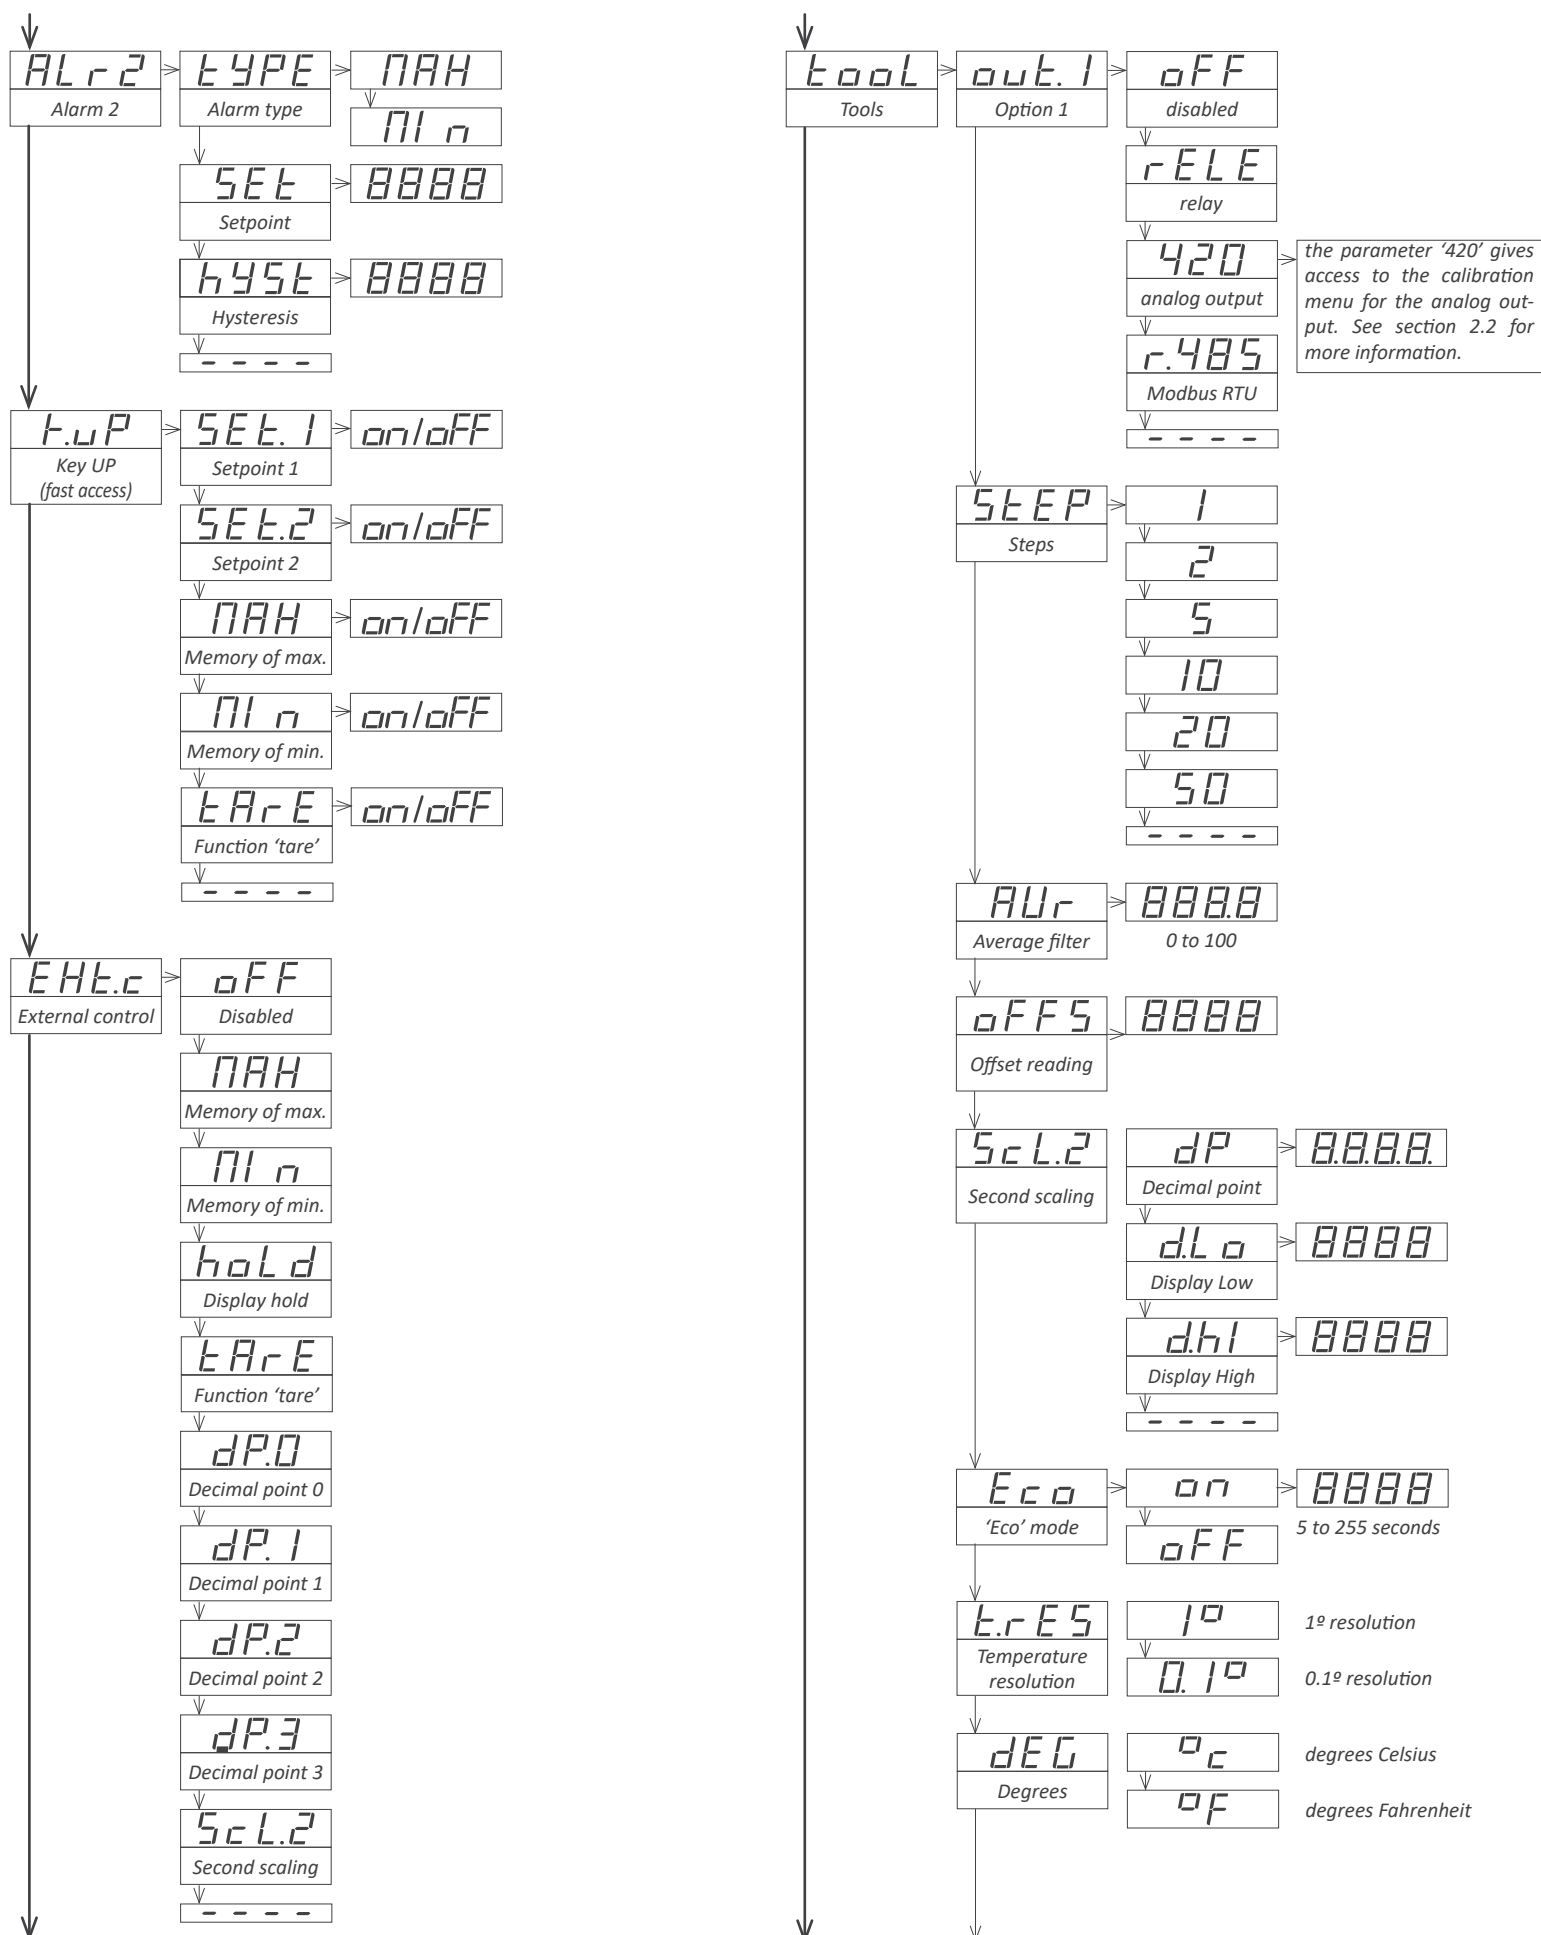 ALr2 tYPE MAH
Alarm 2 Alarm type
MIn
SEt 8888
Setpoint
hYSt 8888
Hysteresis
----
k.uP SEt.1 on/oFF
Key UP
(fast access)
Setpoint 1
SEt.2 on/oFF
Setpoint 2
MAH on/oFF
Memory of max.
MIn on/oFF
Memory of min.
tArE on/oFF
Function ‘tare’
----
EHt.c oFF
External control Disabled
MAH
Memory of max.
MIn
Memory of min.
hoLd
Display hold
tArE
Function ‘tare’
dP.0
Decimal point 0
dP.1
Decimal point 1
dP.2
Decimal point 2
dP.3
Decimal point 3
ScL.2
Second scaling
----
tooL out.1 oFF
Tools Option 1 disabled
rELE
relay
420
analog output
the parameter ‘420’ gives
access to the calibration
menu for the analog out-
put. See section 2.2 for
more information.
r.485
Modbus RTU
----
StEP 1
Steps
2
5
10
20
50
----
AVr 888.8
Average filter 0 to 100
oFFS 8888
Offset reading
ScL.2 dP 8.8.8.8.
Second scaling Decimal point
d.Lo 8888
Display Low
d.hI 8888
Display High
----
Eco on 8888
‘Eco’ mode 5 to 255 seconds
oFF
t.rES 1º 1º resolution
Temperature
resolution
0.1º 0.1º resolution
dEG ºc degrees Celsius
Degrees
ºF degrees Fahrenheit